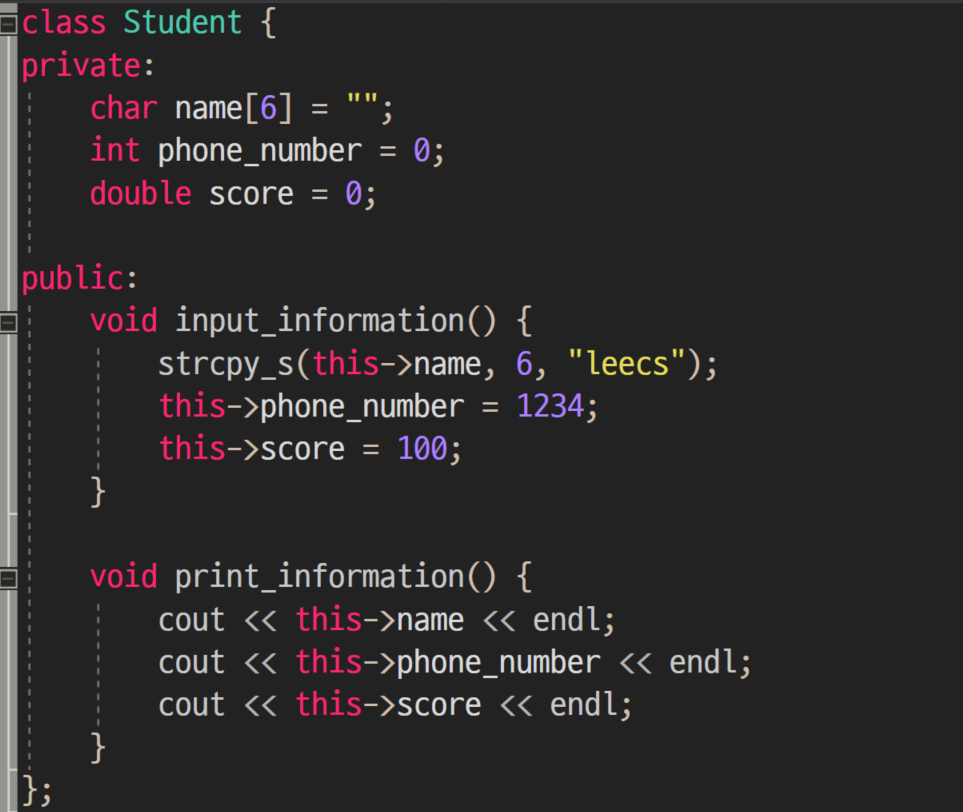 class Student {
private:
    char name[6] = "";
    int phone_number = 0;
    double score = 0;

public:
    void input_information() {
        strcpy_s(this->name, 6, "leecs");
        this->phone_number = 1234;
        this->score = 100;
    }

    void print_information() {
        cout << this->name << endl;
        cout << this->phone_number << endl;
        cout << this->score << endl;
    }
};